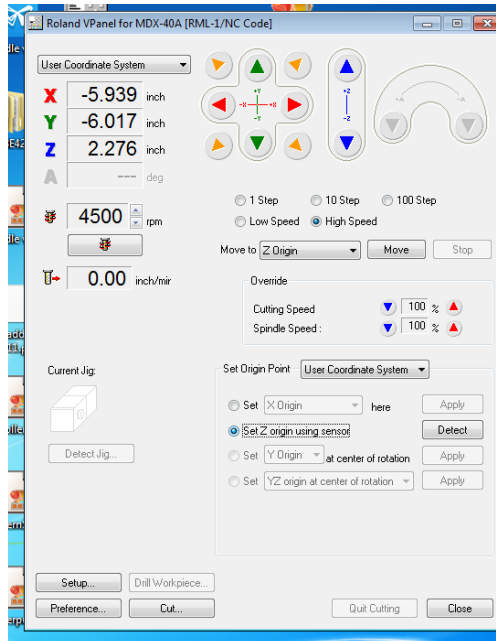 Roland VPanel for MDX-40A [RML-1/NC Code]
User Coordinate System
X -5.939 inch
Y -6.017 inch
Z 2.276 inch
A --- deg
+Y
-X +X
-Y
+Z
-Z
-A +A
1 Step 10 Step 100 Step
4500 rpm
Low Speed High Speed
Move to Z Origin Move Stop
0.00 inch/mir
Override
Cutting Speed 100 %
Spindle Speed : 100 %
Current Jig:
Detect Jig...
Set Origin Point User Coordinate System
Set X Origin here Apply
Set Z origin using sensor Detect
Set Y Origin at center of rotation Apply
Set YZ origin at center of rotation Apply
Setup... Drill Workpiece...
Preference... Cut... Quit Cutting Close